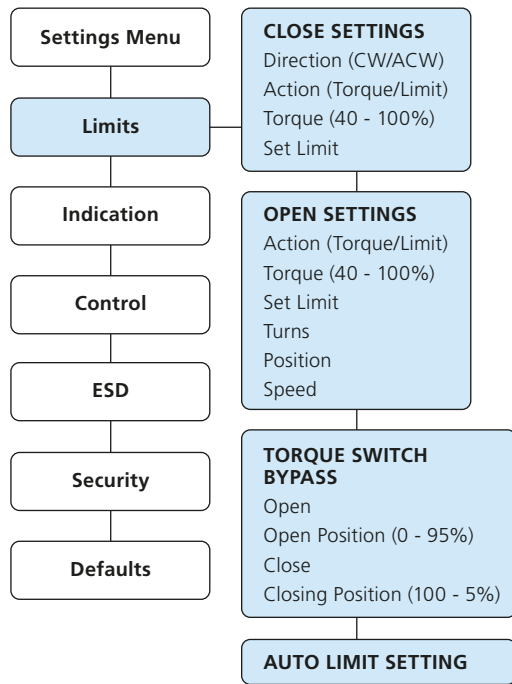 Settings Menu
Limits
Indication
Control
ESD
Security
Defaults
CLOSE SETTINGS
Direction (CW/ACW)
Action (Torque/Limit)
Torque (40 - 100%)
Set Limit
OPEN SETTINGS
Action (Torque/Limit)
Torque (40 - 100%)
Set Limit
Turns
Position
Speed
TORQUE SWITCH
BYPASS
Open
Open Position (0 - 95%)
Close
Closing Position (100 - 5%)
AUTO LIMIT SETTING